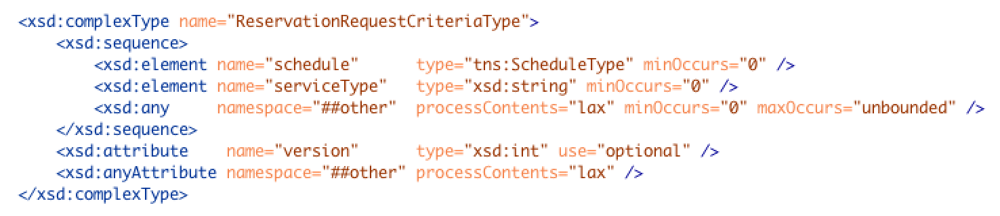 <xsd:complexType name="ReservationRequestCriteriaType">
<xsd:sequence>
<xsd:element name="schedule" type="tns:ScheduleType" minOccurs="0" />
<xsd:element name="serviceType" type="xsd:string" minOccurs="0" />
<xsd:any namespace="##other" processContents="lax" minOccurs="0" maxOccurs="unbounded" />
</xsd:sequence>
<xsd:attribute name="version" type="xsd:int" use="optional" />
<xsd:anyAttribute namespace="##other" processContents="lax" />
</xsd:complexType>